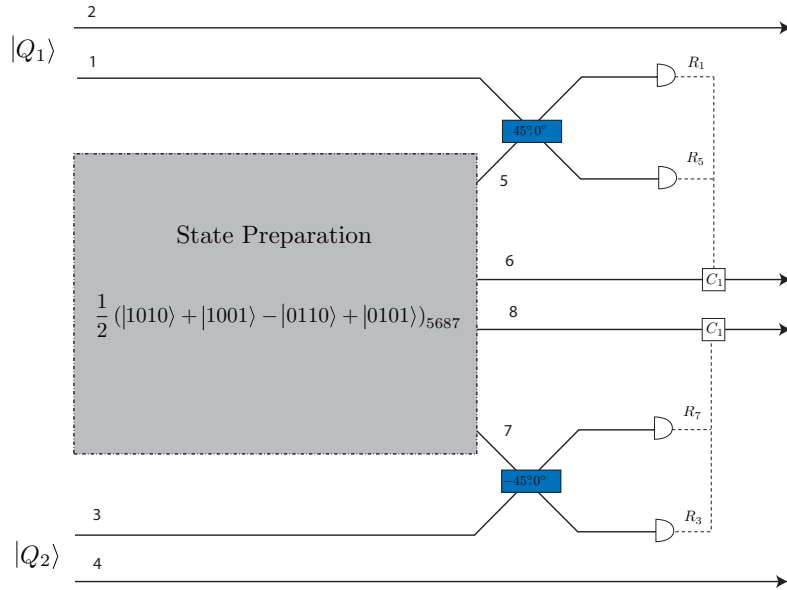 2
|Q₁⟩
1
R₁
45° 0°
R₅
5
State Preparation
6
C₁
½ (|1010⟩ + |1001⟩ − |0110⟩ + |0101⟩)₅₆₈₇
8
C₁
7
R₇
−45° 0°
3
R₃
|Q₂⟩
4